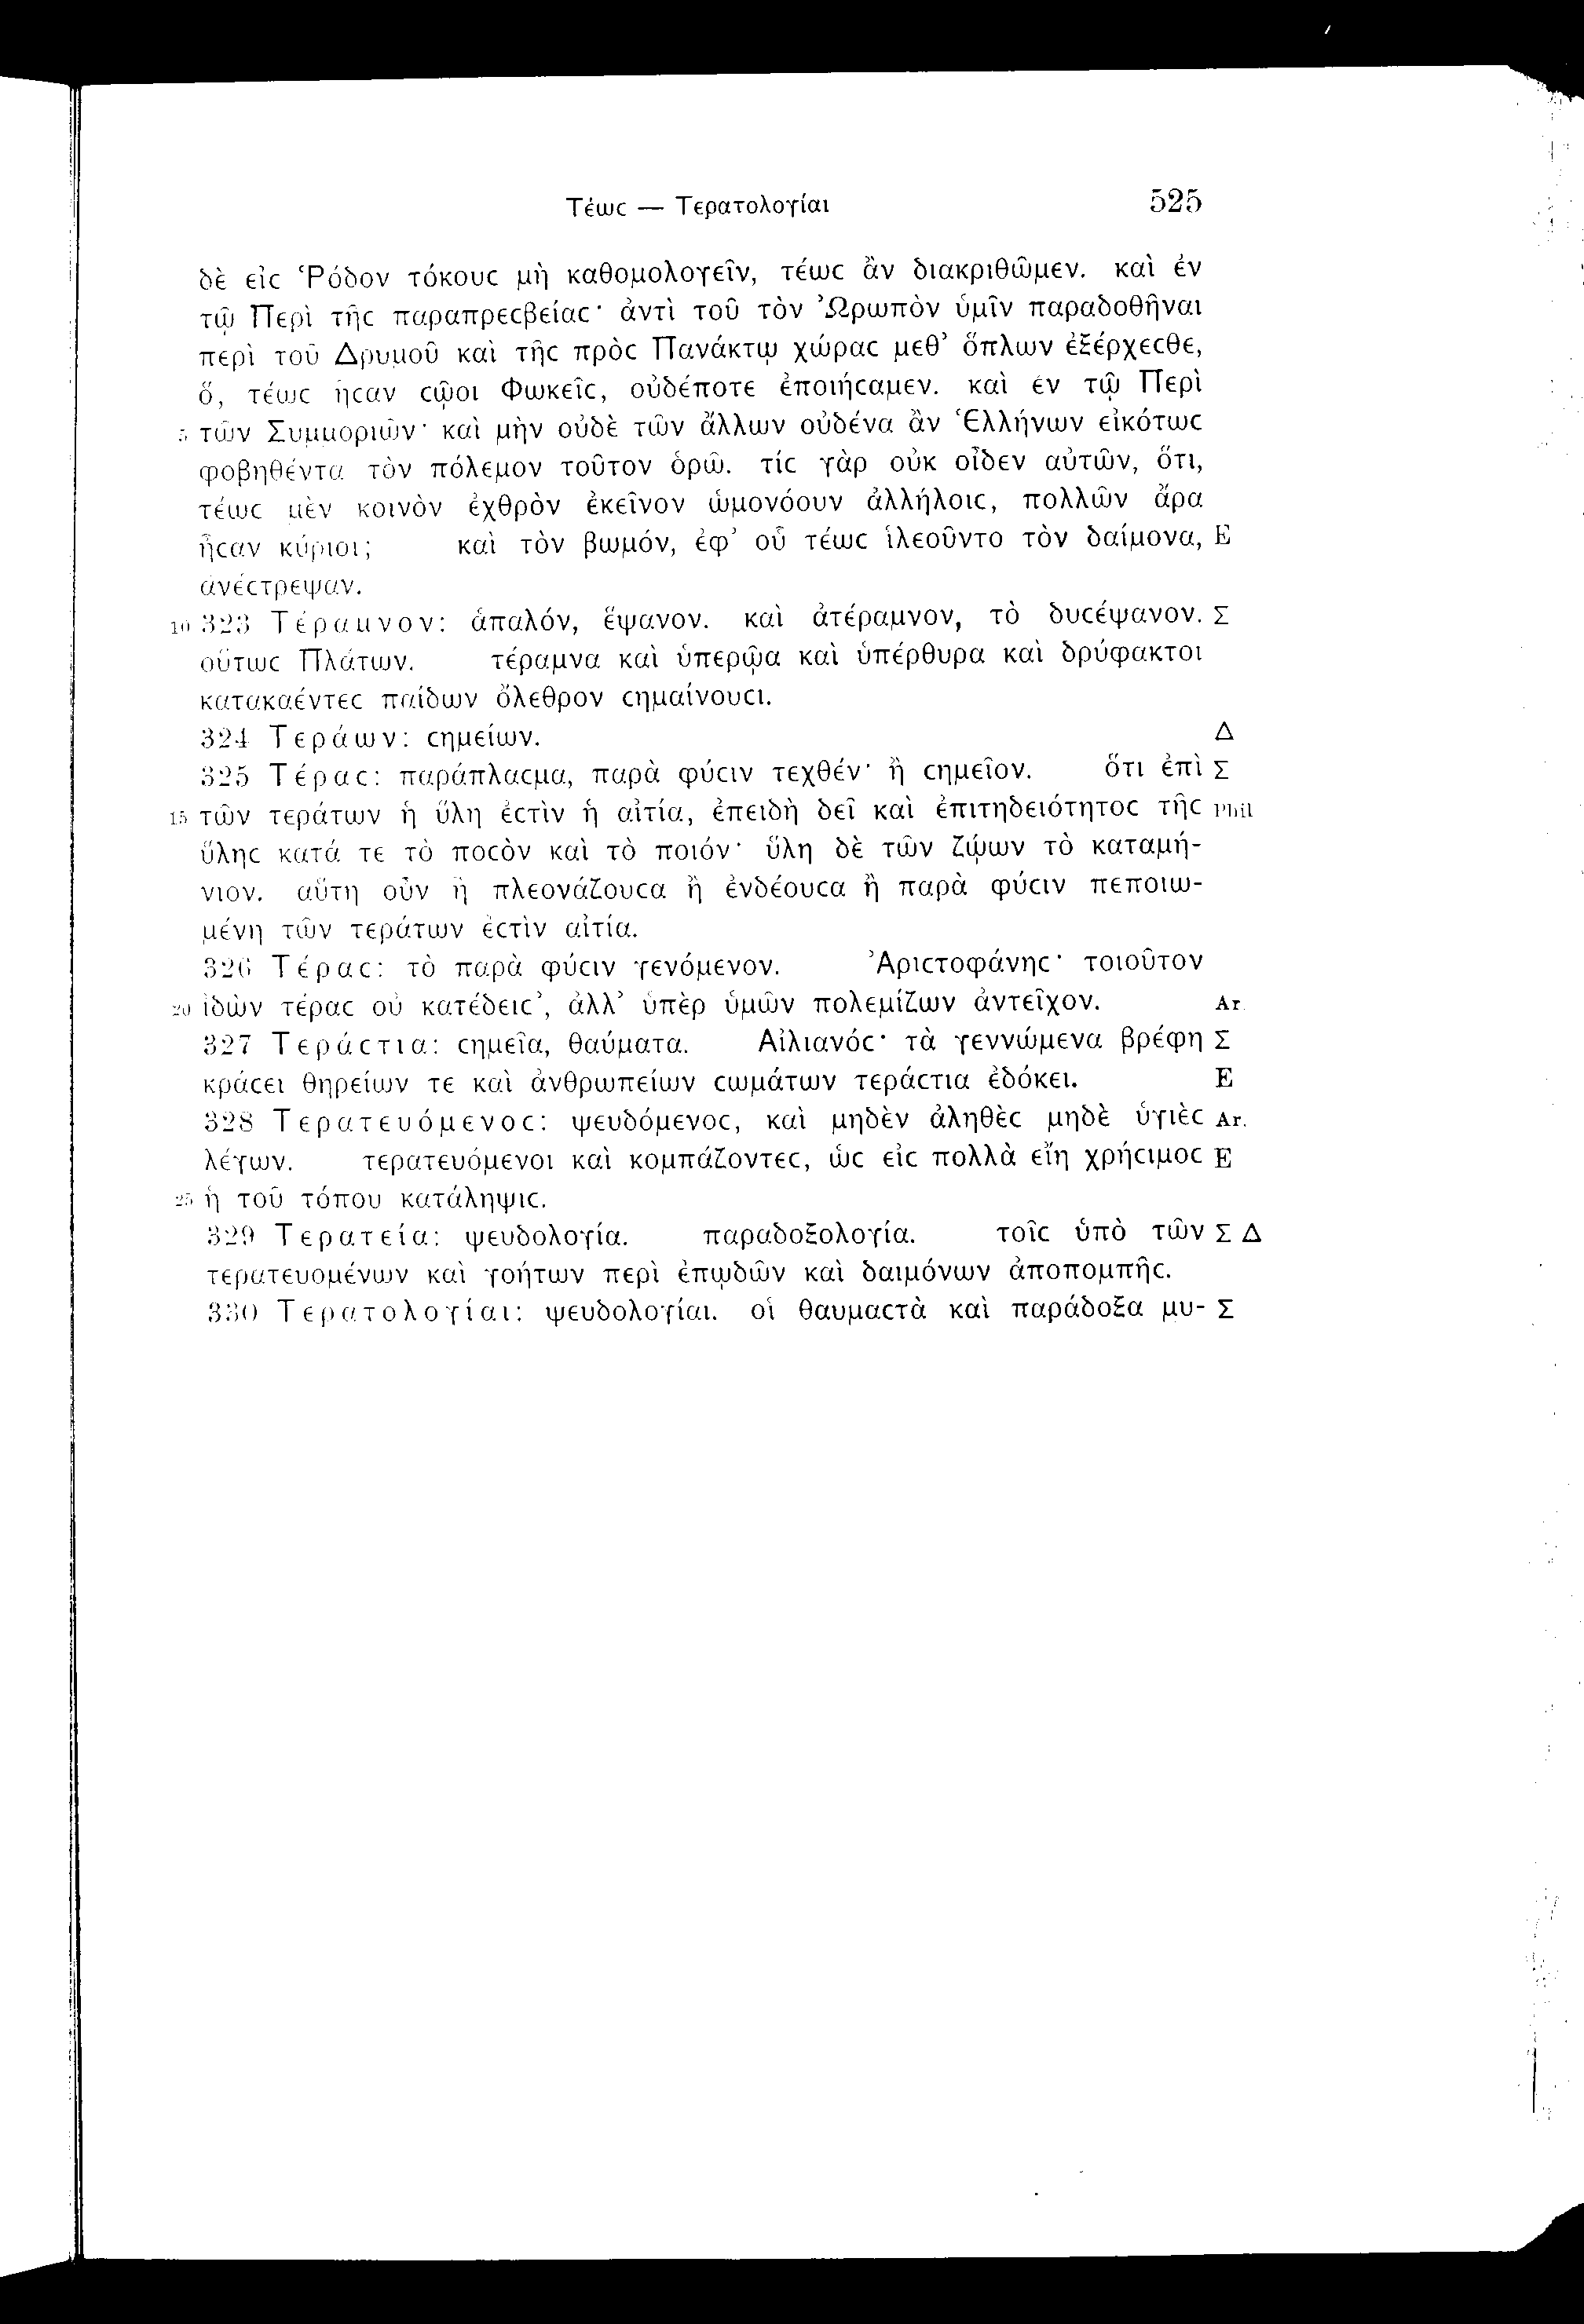 Τέωϲ — Τερατολογίαι 525
δὲ εἰϲ Ῥόδον τόκουϲ μὴ καθομολογεῖν, τέωϲ ἂν διακριθῶμεν. καὶ ἐν
τῷ Περὶ τῆϲ παραπρεϲβείαϲ· ἀντὶ τοῦ τὸν Ὠρωπὸν ὑμῖν παραδοθῆναι
περὶ τοῦ Δρυμοῦ καὶ τῆϲ πρὸϲ Πανάκτῳ χώραϲ μεθ’ ὅπλων ἐξέρχεϲθε,
ὅ, τέωϲ ἦϲαν ϲῷοι Φωκεῖϲ, οὐδέποτε ἐποιήϲαμεν. καὶ ἐν τῷ Περὶ
5 τῶν Συμμοριῶν· καὶ μὴν οὐδὲ τῶν ἄλλων οὐδένα ἂν Ἑλλήνων εἰκότωϲ
φοβηθέντα τὸν πόλεμον τοῦτον ὁρῶ. τίϲ γὰρ οὐκ οἶδεν αὐτῶν, ὅτι,
τέωϲ μὲν κοινὸν ἐχθρὸν ἐκεῖνον ὡμονόουν ἀλλήλοιϲ, πολλῶν ἄρα
ἦϲαν κύριοι; καὶ τὸν βωμόν, ἐφ’ οὗ τέωϲ ἱλεοῦντο τὸν δαίμονα, E
ἀνέϲτρεψαν.
10 323 Τέραμνον: ἁπαλόν, ἕψανον. καὶ ἀτέραμνον, τὸ δυϲέψανον. Σ
οὕτωϲ Πλάτων. τέραμνα καὶ ὑπερῷα καὶ ὑπέρθυρα καὶ δρύφακτοι
κατακαέντεϲ παίδων ὄλεθρον ϲημαίνουϲι.
324 Τεράων: ϲημείων. Δ
325 Τέραϲ: παράπλαϲμα, παρὰ φύϲιν τεχθέν· ἢ ϲημεῖον. ὅτι ἐπὶ Σ
15 τῶν τεράτων ἡ ὕλη ἐϲτὶν ἡ αἰτία, ἐπειδὴ δεῖ καὶ ἐπιτηδειότητοϲ τῆϲ Phil
ὕληϲ κατά τε τὸ ποϲὸν καὶ τὸ ποιόν· ὕλη δὲ τῶν ζῴων τὸ καταμή-
νιον. αὕτη οὖν ἢ πλεονάζουϲα ἢ ἐνδέουϲα ἢ παρὰ φύϲιν πεποιω-
μένη τῶν τεράτων ἐϲτὶν αἰτία.
326 Τέραϲ: τὸ παρὰ φύϲιν γενόμενον. Ἀριϲτοφάνηϲ· τοιοῦτον
20 ἰδὼν τέραϲ οὐ κατέδειϲ’, ἀλλ’ ὑπὲρ ὑμῶν πολεμίζων ἀντεῖχον. Ar.
327 Τεράϲτια: ϲημεῖα, θαύματα. Αἰλιανόϲ· τὰ γεννώμενα βρέφη Σ
κράϲει θηρείων τε καὶ ἀνθρωπείων ϲωμάτων τεράϲτια ἐδόκει. E
328 Τερατευόμενοϲ: ψευδόμενοϲ, καὶ μηδὲν ἀληθὲϲ μηδὲ ὑγιὲϲ Ar.
λέγων. τερατευόμενοι καὶ κομπάζοντεϲ, ὡϲ εἰϲ πολλὰ εἴη χρήϲιμοϲ E
25 ἡ τοῦ τόπου κατάληψιϲ.
329 Τερατεία: ψευδολογία. παραδοξολογία. τοῖϲ ὑπὸ τῶν Σ Δ
τερατευομένων καὶ γοήτων περὶ ἐπῳδῶν καὶ δαιμόνων ἀποπομπῆϲ.
330 Τερατολογίαι: ψευδολογίαι. οἱ θαυμαϲτὰ καὶ παράδοξα μυ- Σ